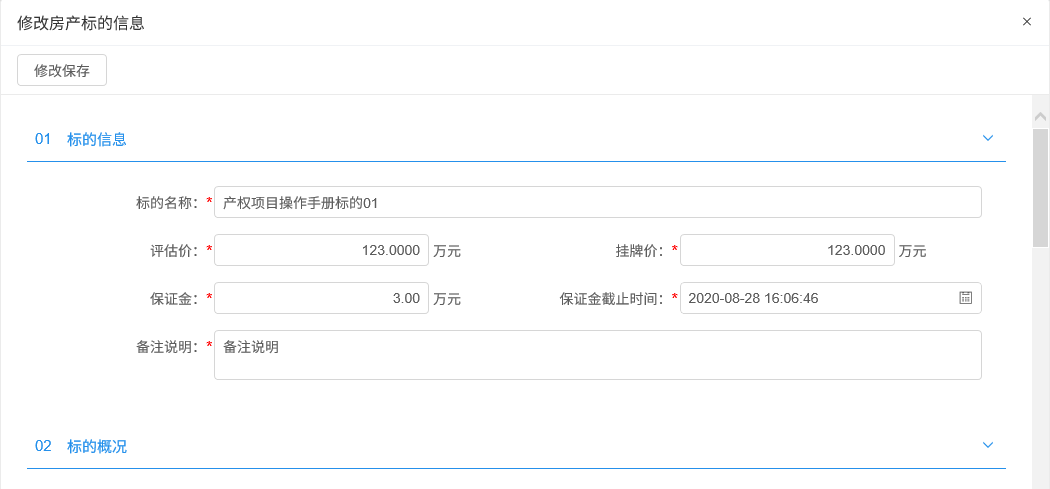 修改房产标的信息
修改保存
01 标的信息
标的名称：* 产权项目操作手册标的01
评估价：* 123.0000 万元 挂牌价：* 123.0000 万元
保证金：* 3.00 万元 保证金截止时间：* 2020-08-28 16:06:46
备注说明：* 备注说明
02 标的概况